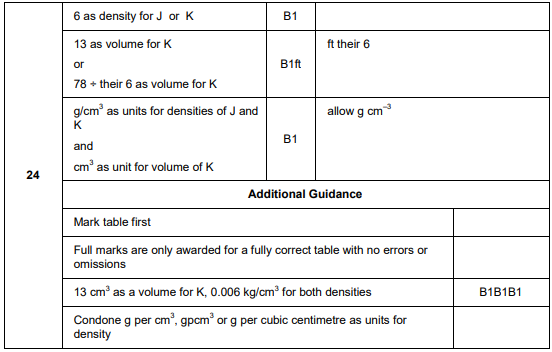 6 as density for J or K
B1
13 as volume for K
or
78 ÷ their 6 as volume for K
B1ft
ft their 6
g/cm³ as units for densities of J and
K
and
cm³ as unit for volume of K
B1
allow g cm⁻³
24
Additional Guidance
Mark table first
Full marks are only awarded for a fully correct table with no errors or
omissions
13 cm³ as a volume for K, 0.006 kg/cm³ for both densities
B1B1B1
Condone g per cm³, gpcm³ or g per cubic centimetre as units for
density